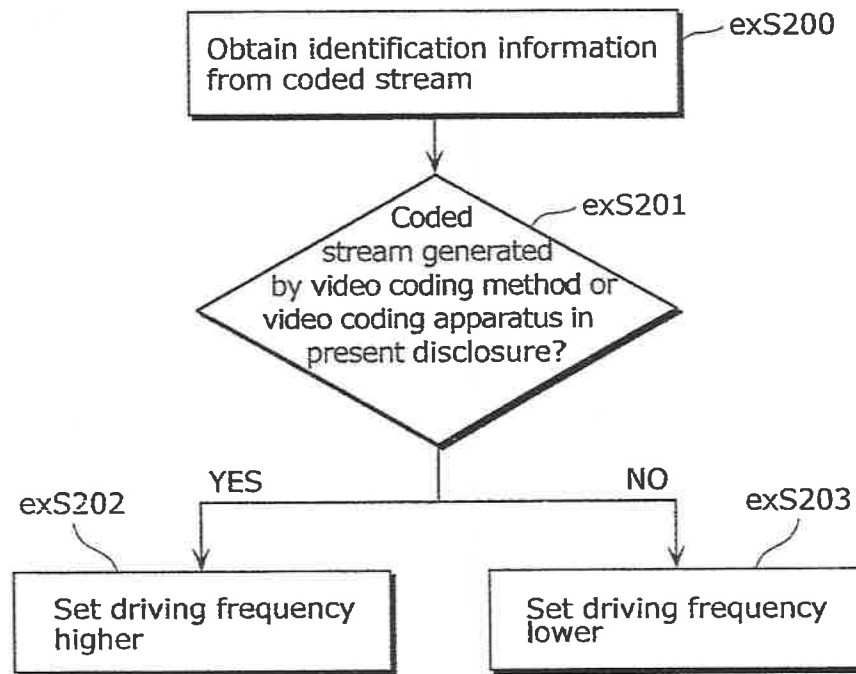 Obtain identification information
from coded stream
exS200
Coded
stream generated
by video coding method or
video coding apparatus in
present disclosure?
exS201
YES
NO
exS202
exS203
Set driving frequency
higher
Set driving frequency
lower